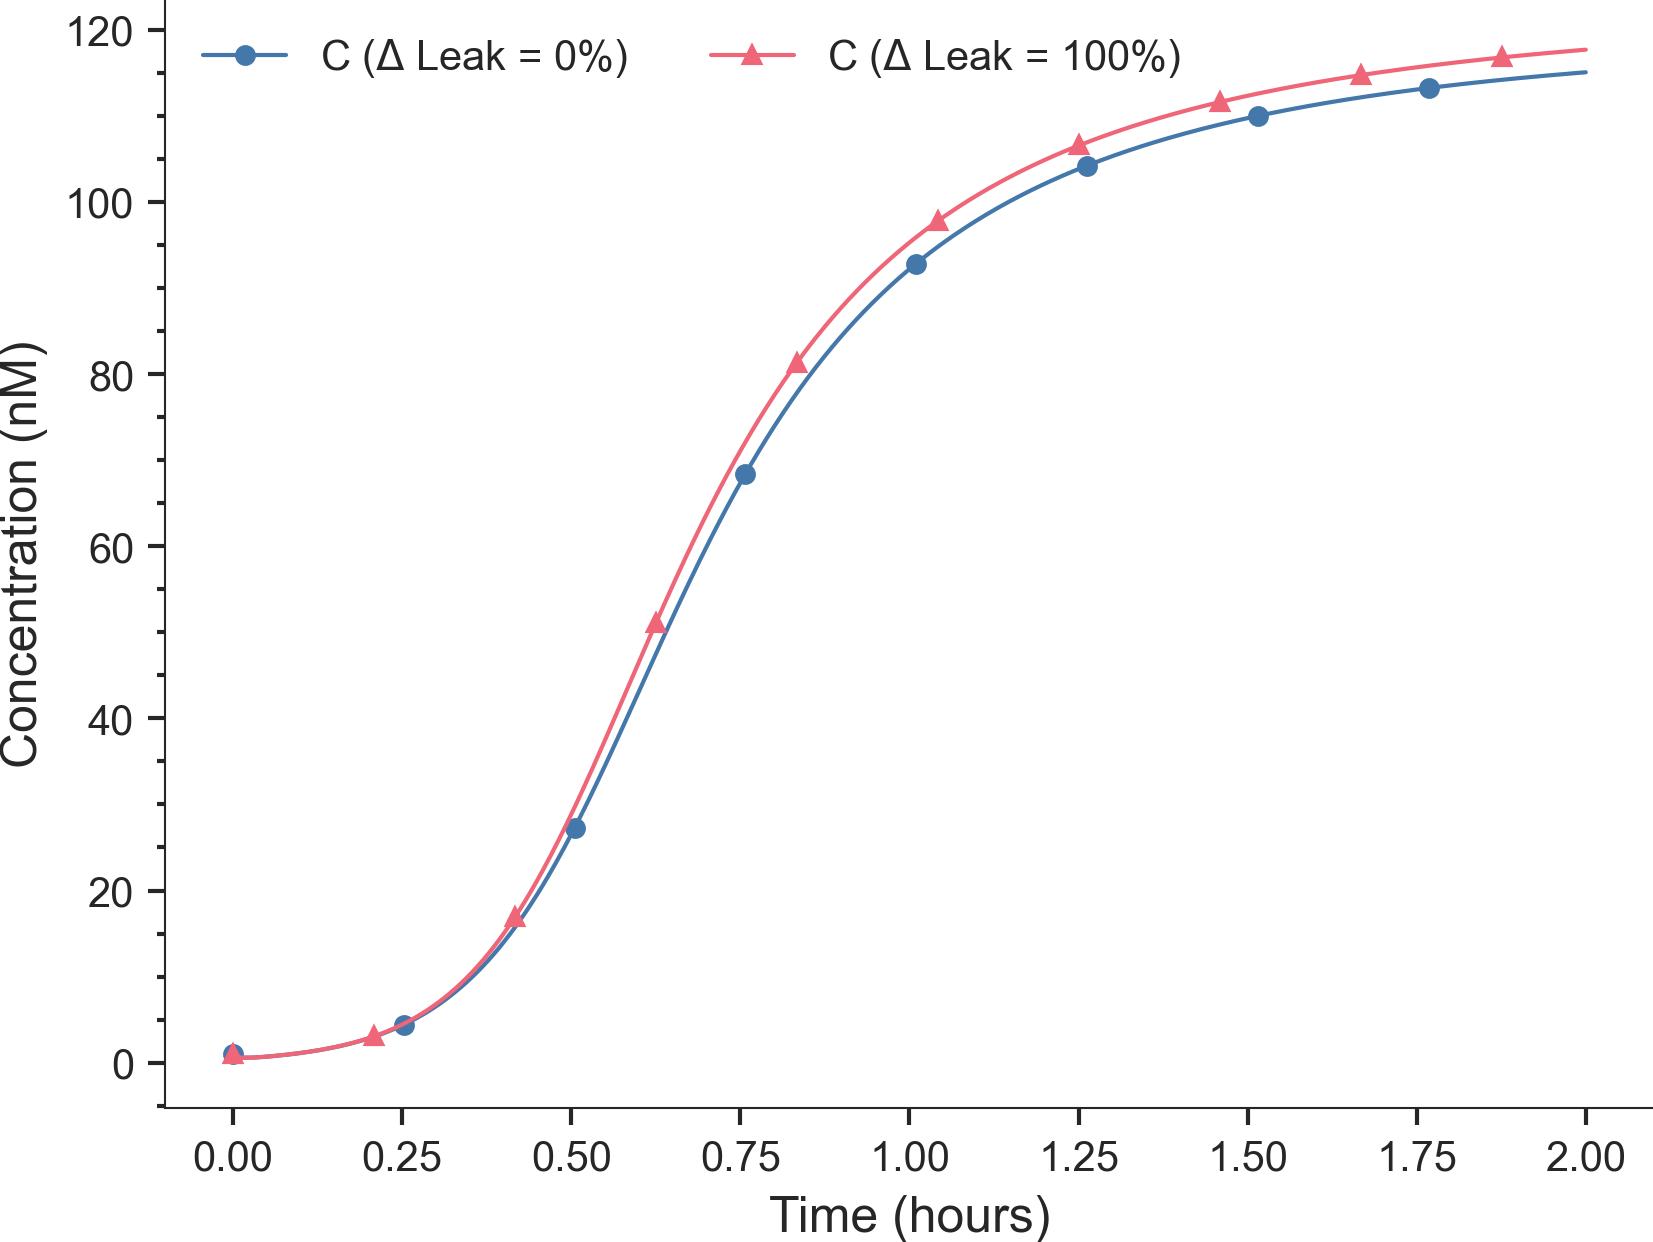 C (Δ Leak = 0%) C (Δ Leak = 100%)
Concentration (nM)
120
100
80
60
40
20
0
0.00 0.25 0.50 0.75 1.00 1.25 1.50 1.75 2.00
Time (hours)